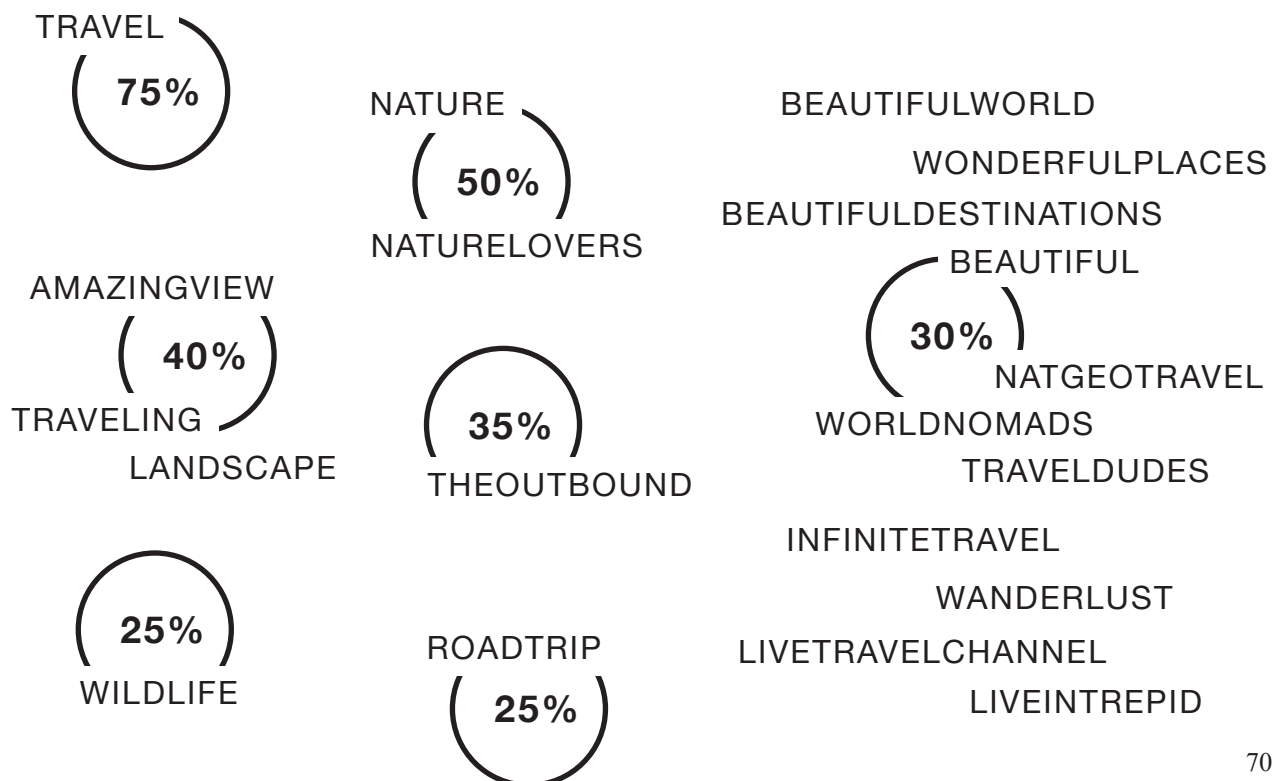 TRAVEL
75%
NATURE
50%
NATURELOVERS
AMAZINGVIEW
40%
TRAVELING
LANDSCAPE
35%
THEOUTBOUND
25%
WILDLIFE
ROADTRIP
25%
BEAUTIFULWORLD
WONDERFULPLACES
BEAUTIFULDESTINATIONS
BEAUTIFUL
30%
NATGEOTRAVEL
WORLDNOMADS
TRAVELDUDES
INFINITETRAVEL
WANDERLUST
LIVETRAVELCHANNEL
LIVEINTREPID
70